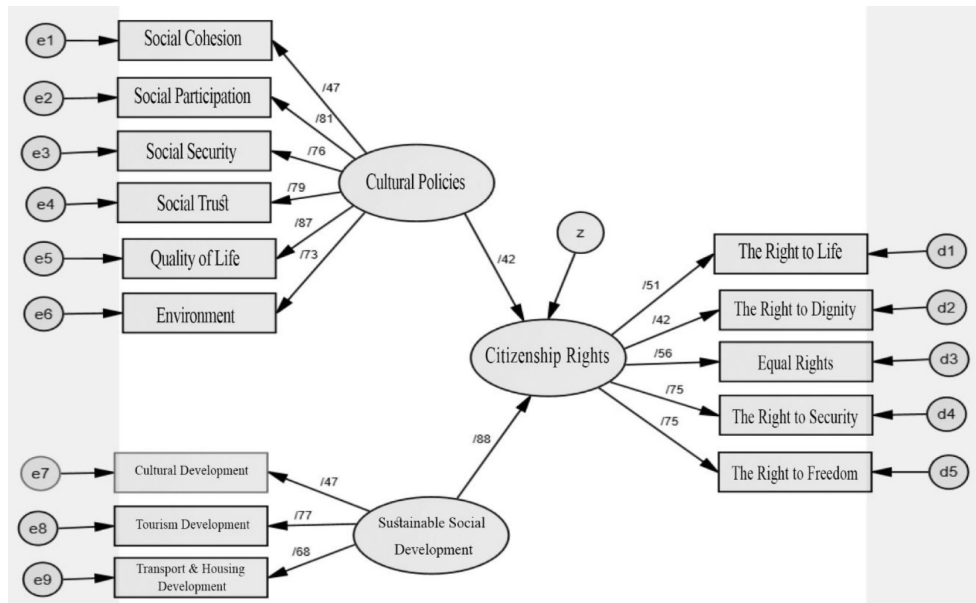 e1
Social Cohesion
/47
e2
Social Participation
/81
e3
Social Security
/76
e4
Social Trust
/79
e5
Quality of Life
/87
e6
Environment
/73
Cultural Policies
/42
z
Citizenship Rights
/51
The Right to Life
d1
/42
The Right to Dignity
d2
/56
Equal Rights
d3
/75
The Right to Security
d4
/75
The Right to Freedom
d5
/88
e7
Cultural Development
/47
e8
Tourism Development
/77
e9
Transport & Housing
Development
/68
Sustainable Social
Development